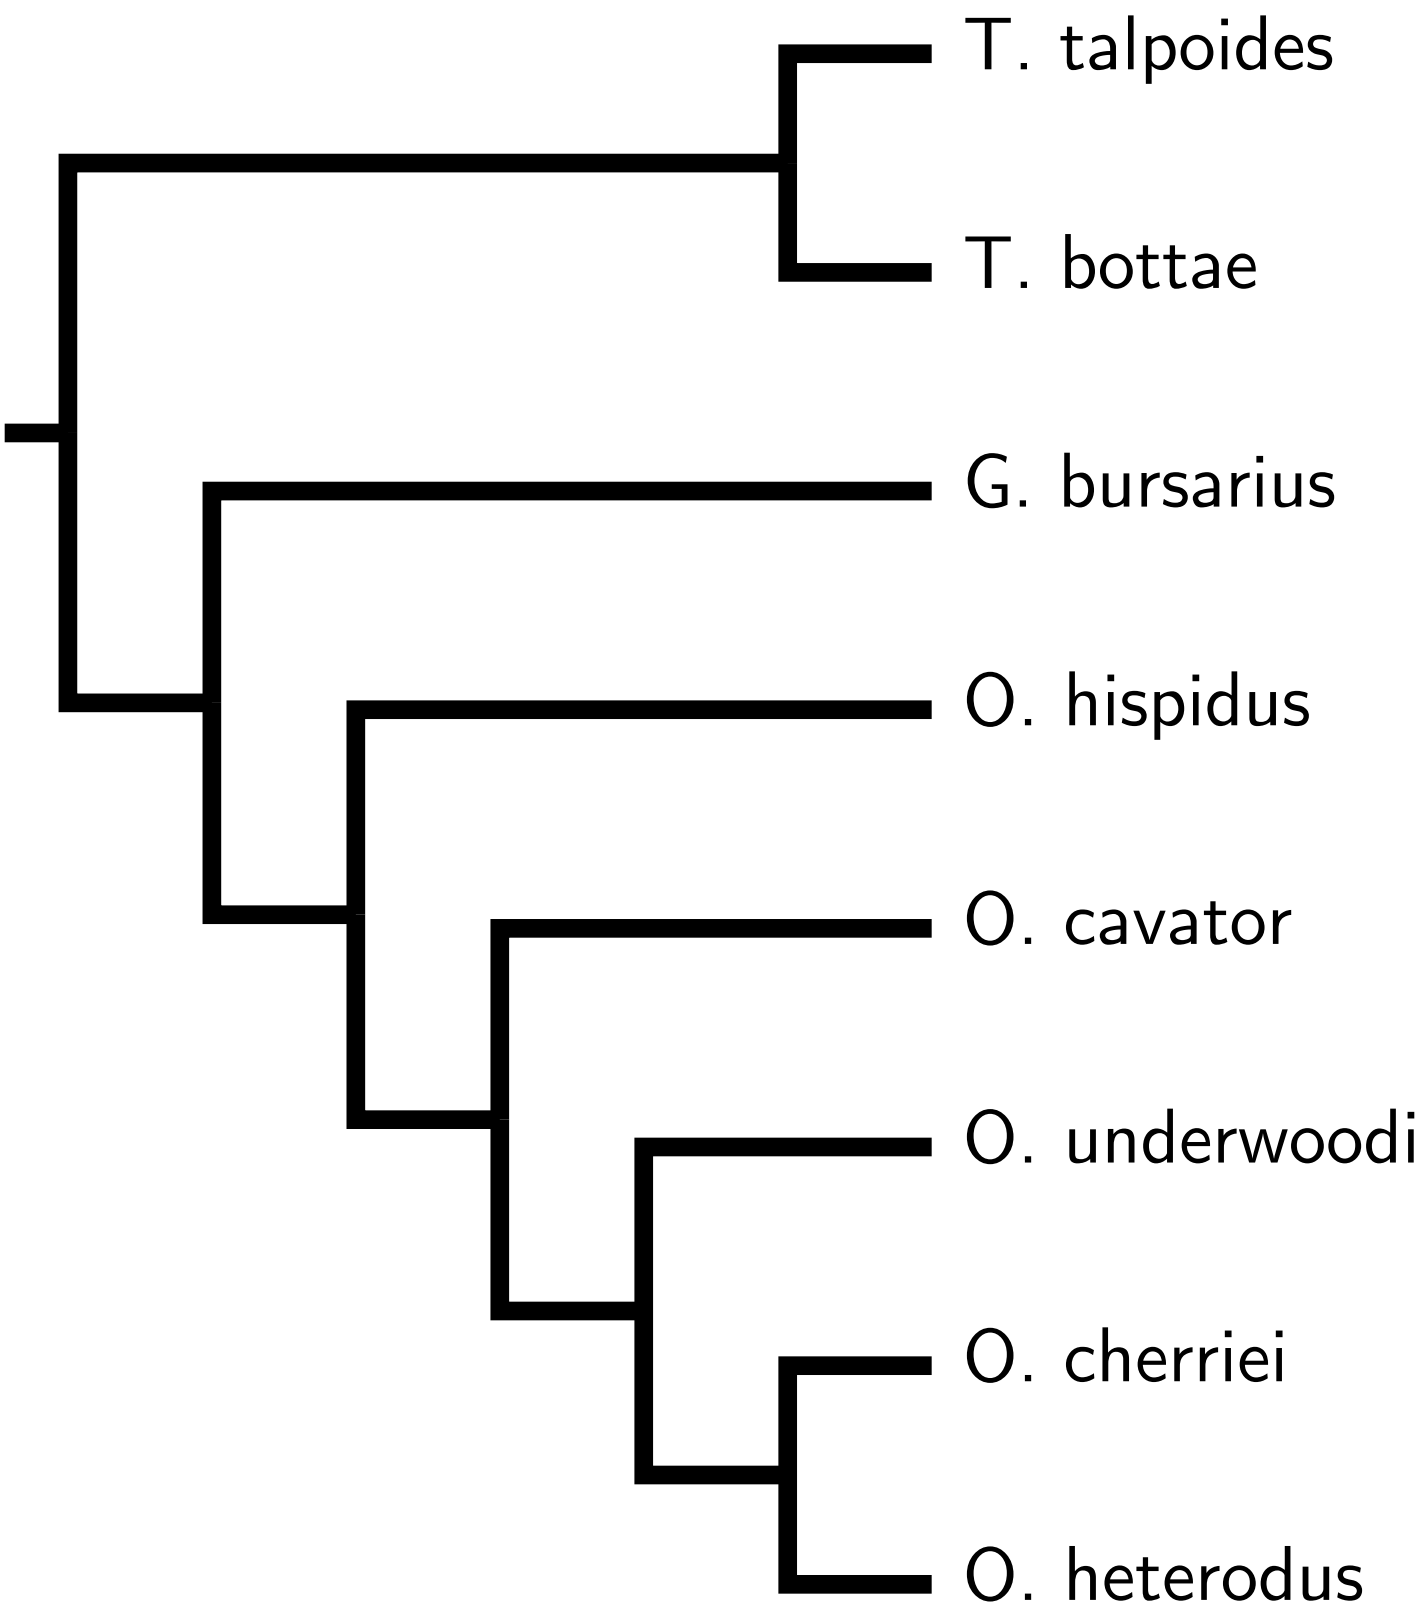 T. talpoides
T. bottae
G. bursarius
O. hispidus
O. cavator
O. underwoodi
O. cherriei
O. heterodus